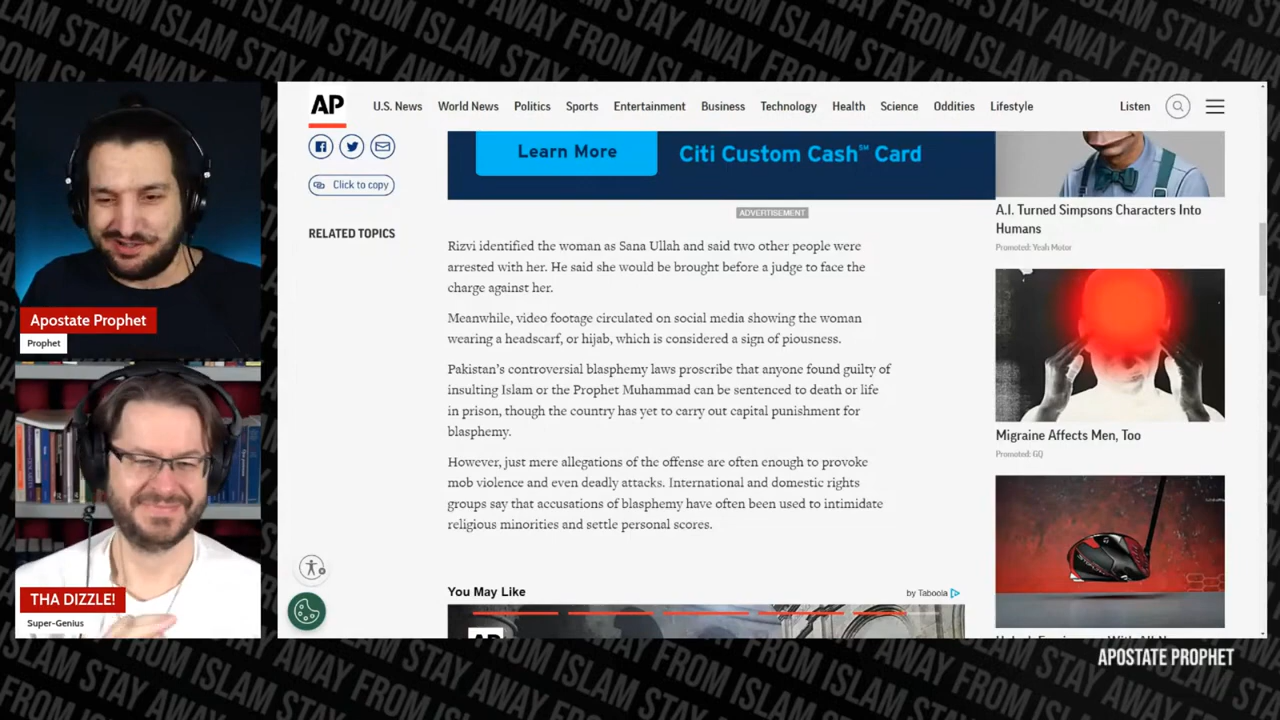 STAY AWAY FROM ISLAM
AP
U.S. News World News Politics Sports Entertainment Business Technology Health Science Oddities Lifestyle Listen
Click to copy
RELATED TOPICS
Learn More
Citi Custom Cash℠ Card
ADVERTISEMENT
Rizvi identified the woman as Sana Ullah and said two other people were
arrested with her. He said she would be brought before a judge to face the
charge against her.
Meanwhile, video footage circulated on social media showing the woman
wearing a headscarf, or hijab, which is considered a sign of piousness.
Pakistan’s controversial blasphemy laws proscribe that anyone found guilty of
insulting Islam or the Prophet Muhammad can be sentenced to death or life
in prison, though the country has yet to carry out capital punishment for
blasphemy.
However, just mere allegations of the offense are often enough to provoke
mob violence and even deadly attacks. International and domestic rights
groups say that accusations of blasphemy have often been used to intimidate
religious minorities and settle personal scores.
You May Like
by Taboola
AP
A.I. Turned Simpsons Characters Into
Humans
Promoted: Yeah Motor
Migraine Affects Men, Too
Promoted: GQ
Apostate Prophet
Prophet
THA DIZZLE!
Super-Genius
APOSTATE PROPHET